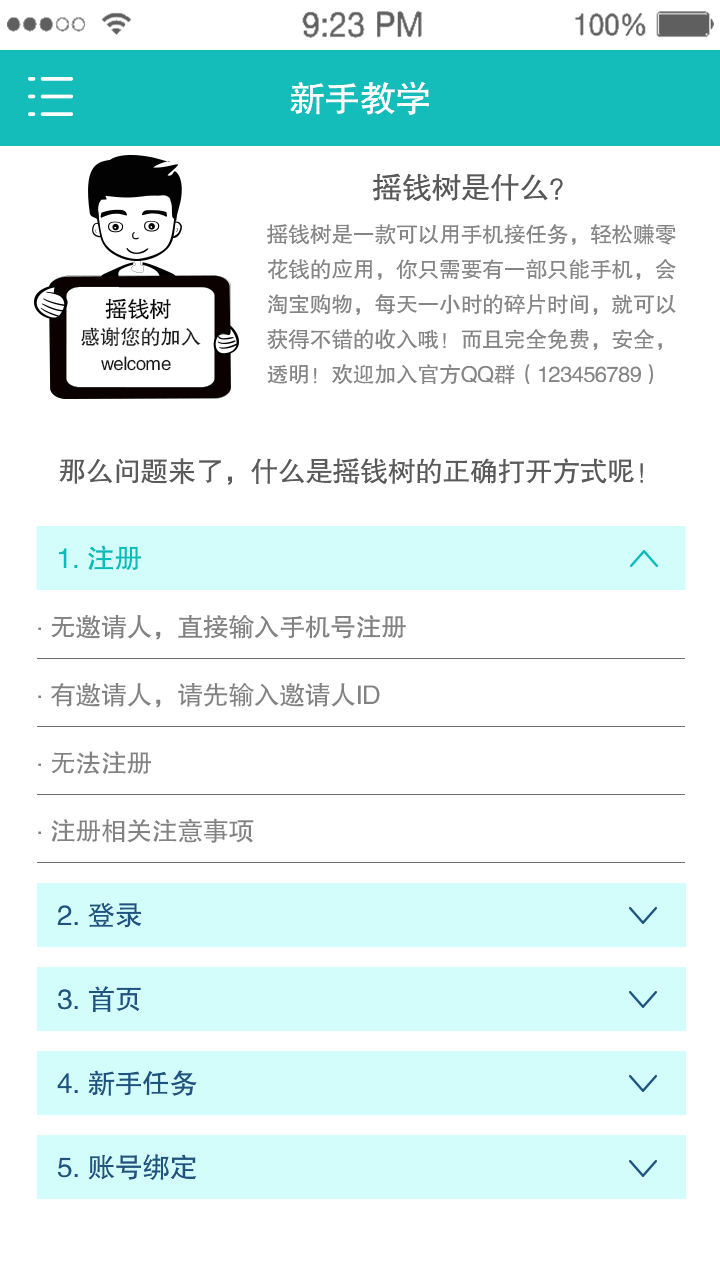 9:23 PM
100%
新手教学
摇钱树是什么?
摇钱树是一款可以用手机接任务，轻松赚零
花钱的应用，你只需要有一部只能手机，会
淘宝购物，每天一小时的碎片时间，就可以
获得不错的收入哦！而且完全免费，安全，
透明！欢迎加入官方QQ群（123456789）
摇钱树
感谢您的加入
welcome
那么问题来了，什么是摇钱树的正确打开方式呢！
1. 注册
· 无邀请人，直接输入手机号注册
· 有邀请人，请先输入邀请人ID
· 无法注册
· 注册相关注意事项
2. 登录
3. 首页
4. 新手任务
5. 账号绑定